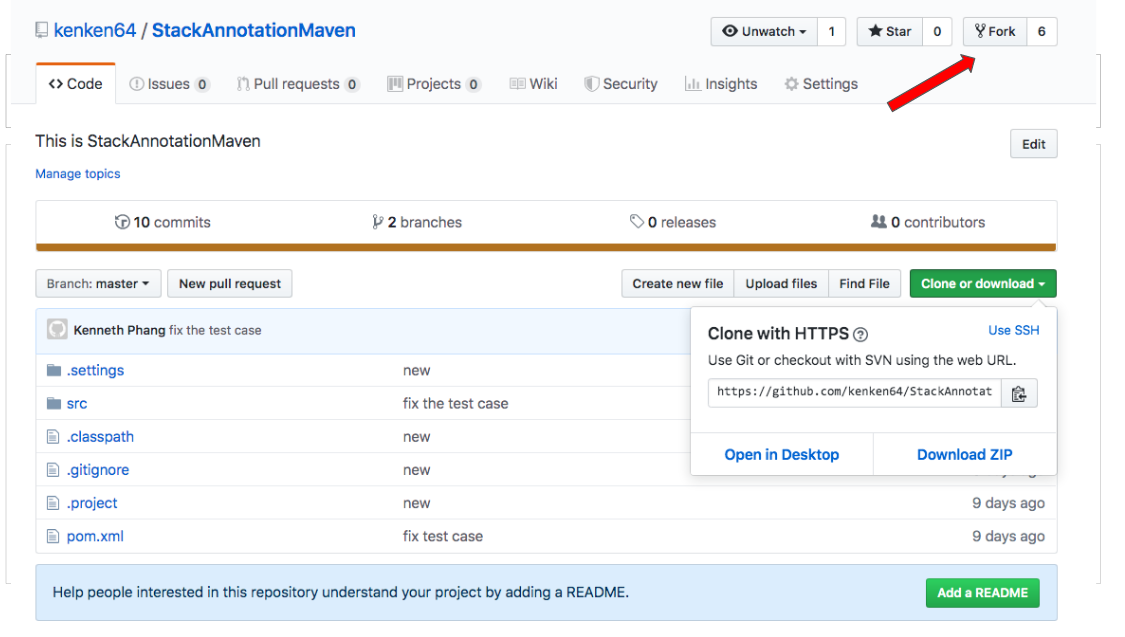 kenken64 / StackAnnotationMaven
Unwatch 1 Star 0 Fork 6
Code Issues 0 Pull requests 0 Projects 0 Wiki Security Insights Settings
This is StackAnnotationMaven
Edit
Manage topics
10 commits 2 branches 0 releases 0 contributors
Branch: master New pull request Create new file Upload files Find File Clone or download
Kenneth Phang fix the test case
Clone with HTTPS ?
Use SSH
Use Git or checkout with SVN using the web URL.
https://github.com/kenken64/StackAnnotat
Open in Desktop Download ZIP
.settings new
src fix the test case
.classpath new
.gitignore new
.project new 9 days ago
pom.xml fix test case 9 days ago
Help people interested in this repository understand your project by adding a README.
Add a README